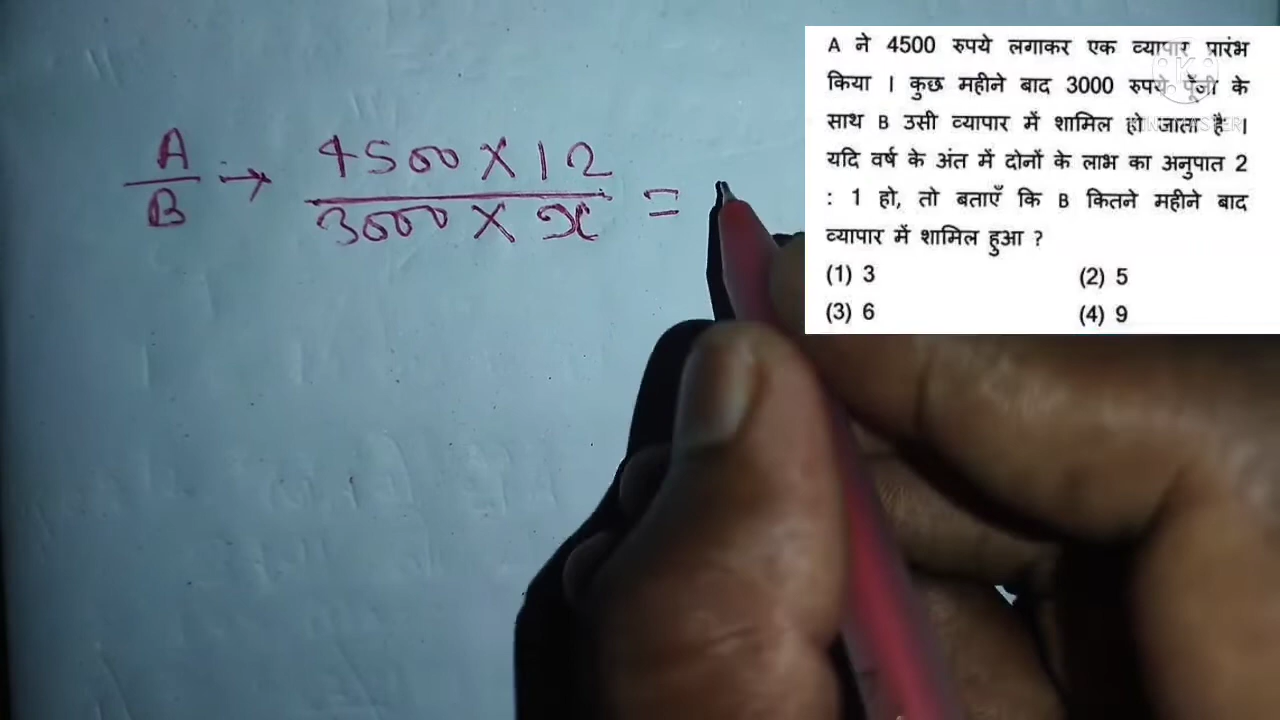 A/B → 4500 X 12 / 3000 X x =
A ने 4500 रुपये लगाकर एक व्यापार प्रारंभ
किया । कुछ महीने बाद 3000 रुपये पूँजी के
साथ B उसी व्यापार में शामिल हो जाता है ।
यदि वर्ष के अंत में दोनों के लाभ का अनुपात 2
: 1 हो, तो बताएँ कि B कितने महीने बाद
व्यापार में शामिल हुआ ?
(1) 3 (2) 5
(3) 6 (4) 9